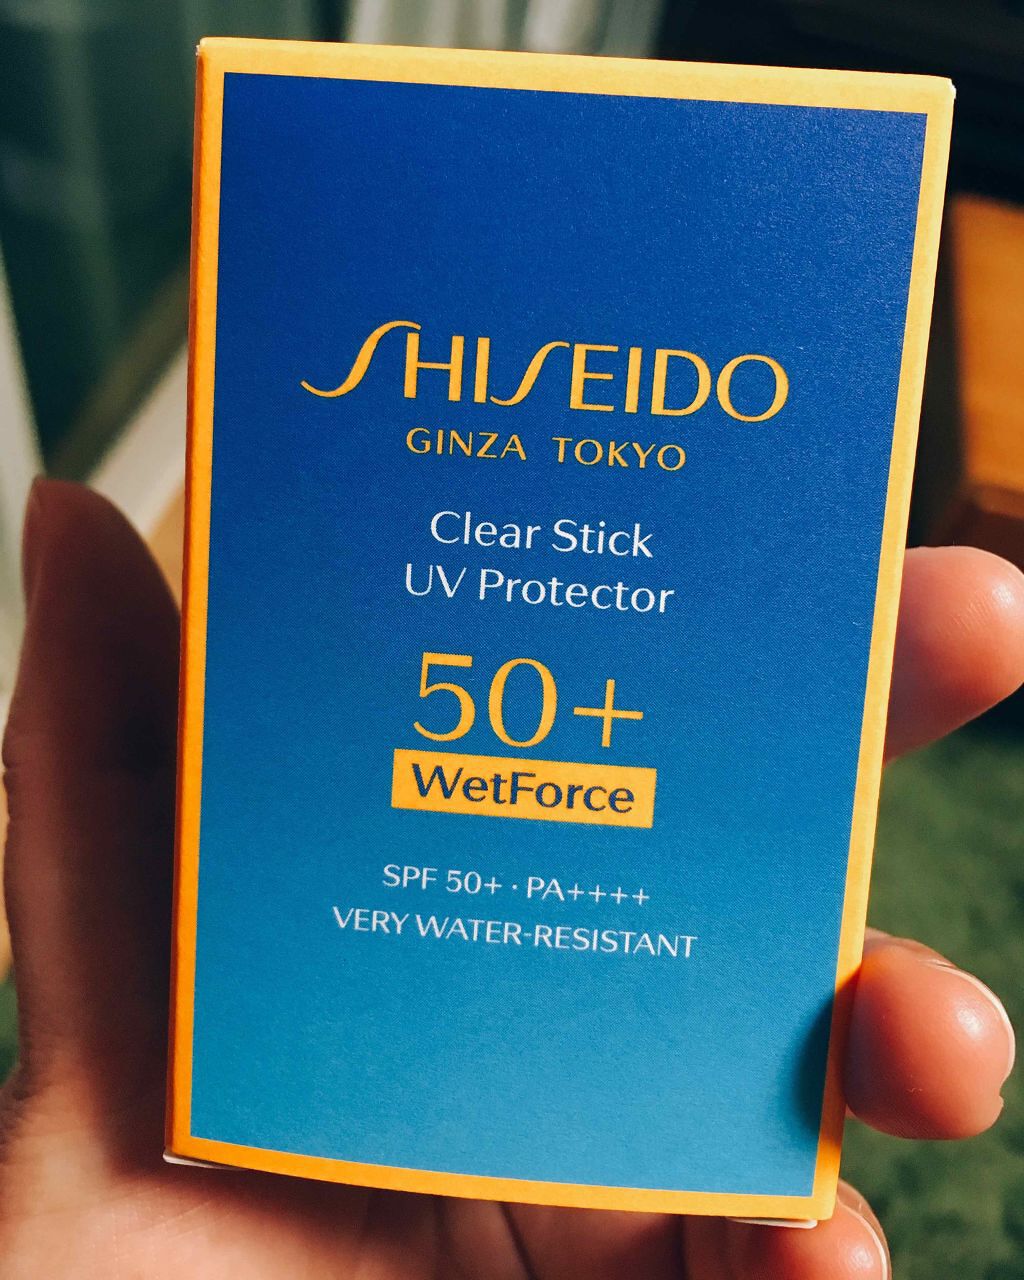 SHISEIDO
GINZA TOKYO
Clear Stick
UV Protector
50+
WetForce
SPF 50+ · PA++++
VERY WATER-RESISTANT